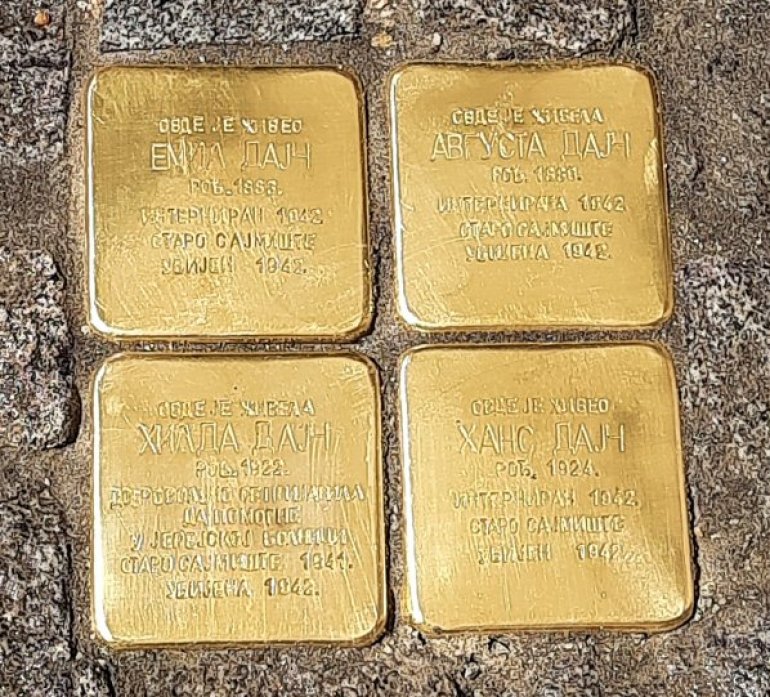 ОВДЕ ЈЕ ЖИВЕО
ЕМИЛ ДАЈЧ
РОЂ.
ИНТЕРНИРАН 1942.
СТАРО САЈМИШТЕ
УБИЈЕН 1942.
ОВДЕ ЈЕ ЖИВЕЛА
АВГУСТА ДАЈЧ
РОЂ.
ИНТЕРНИРАНА 1942.
СТАРО САЈМИШТЕ
УБИЈЕНА 1942.
ОВДЕ ЈЕ ЖИВЕЛА
ХИЛДА ДАЈЧ
РОЂ. 1922.
ДОБРОВОЉНО СЕ ПРИЈАВИЛА
ДА ПОМОГНЕ
У ЈЕВРЕЈСКОЈ БОЛНИЦИ
СТАРО САЈМИШТЕ 1941.
УБИЈЕНА 1942.
ОВДЕ ЈЕ ЖИВЕО
ХАНС ДАЈЧ
РОЂ. 1924.
ИНТЕРНИРАН 1942.
СТАРО САЈМИШТЕ
УБИЈЕН 1942.